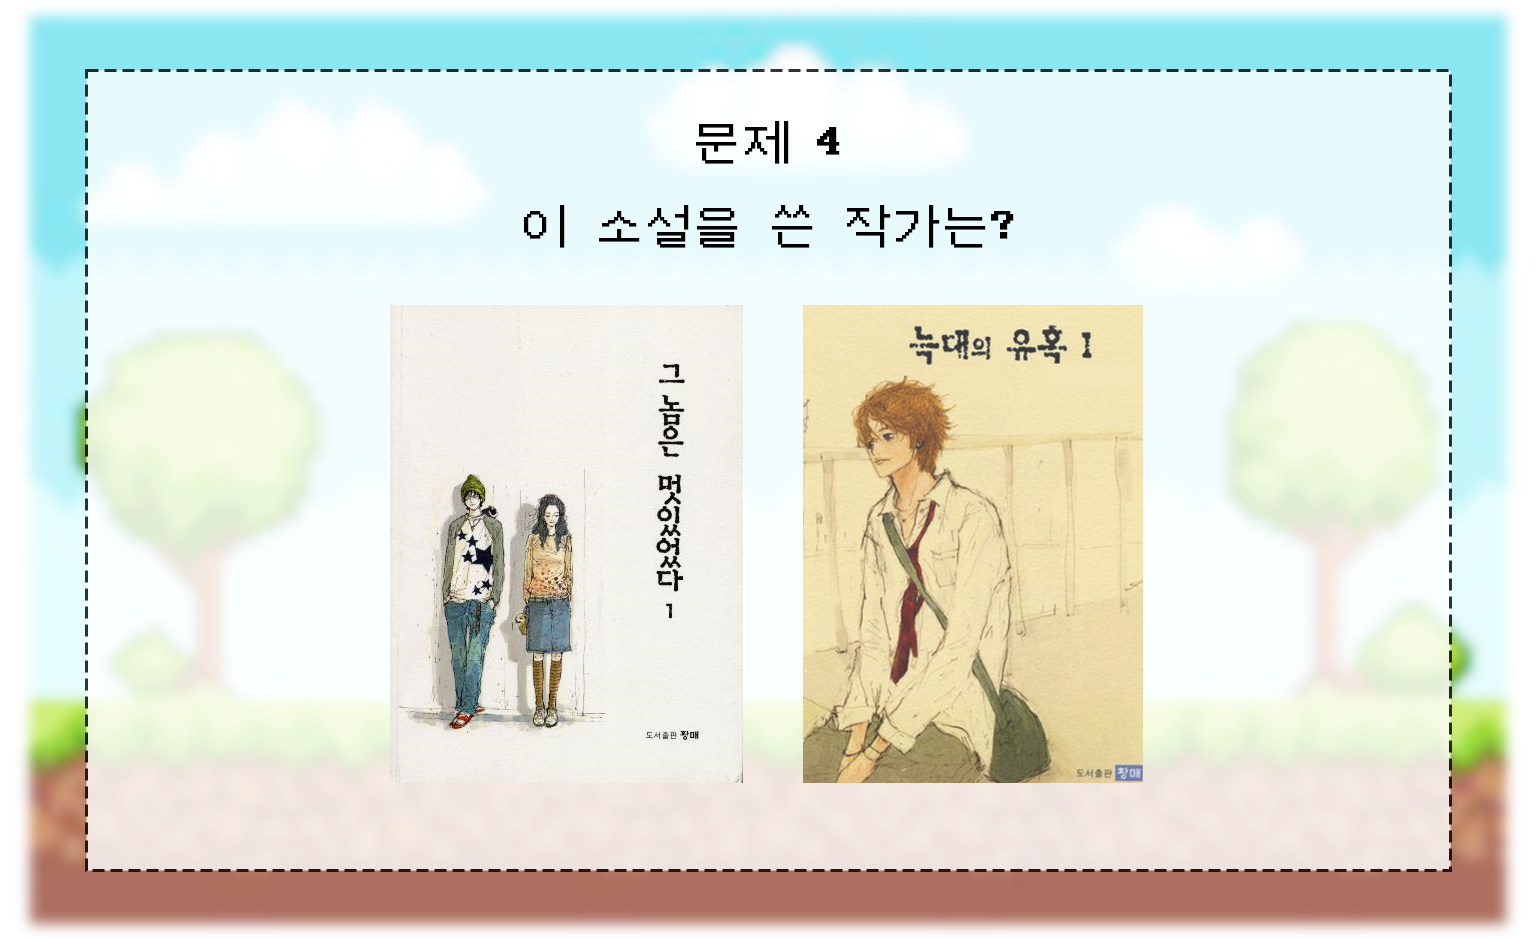 문제 4
이 소설을 쓴 작가는?
그 놈은 멋있었다 1
도서출판 황매
늑대의 유혹 1
도서출판 황매